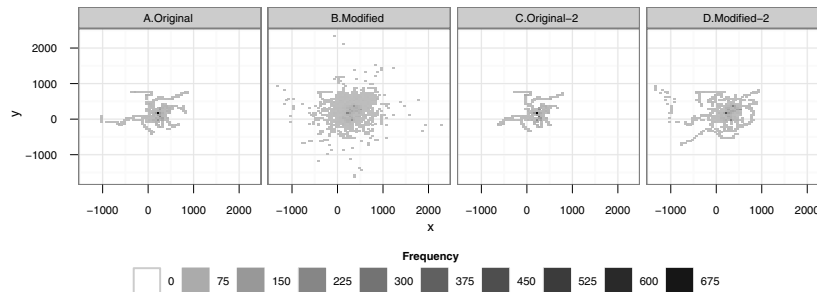 A.Original B.Modified C.Original-2 D.Modified-2
2000
1000
0
−1000
y
−1000 0 1000 2000 −1000 0 1000 2000 −1000 0 1000 2000 −1000 0 1000 2000
x
Frequency
0 75 150 225 300 375 450 525 600 675